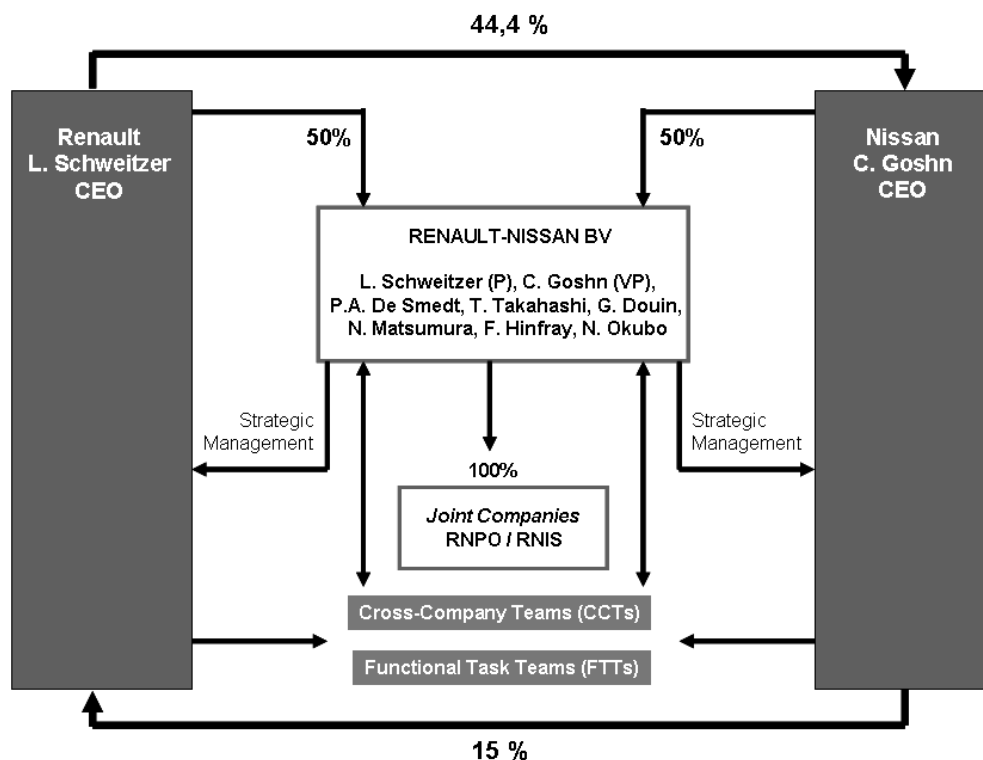 44,4 %
Renault
L. Schweitzer
CEO
50%
50%
Nissan
C. Goshn
CEO
RENAULT-NISSAN BV
L. Schweitzer (P), C. Goshn (VP),
P.A. De Smedt, T. Takahashi, G. Douin,
N. Matsumura, F. Hinfray, N. Okubo
Strategic
Management
Strategic
Management
100%
Joint Companies
RNPO / RNIS
Cross-Company Teams (CCTs)
Functional Task Teams (FTTs)
15 %